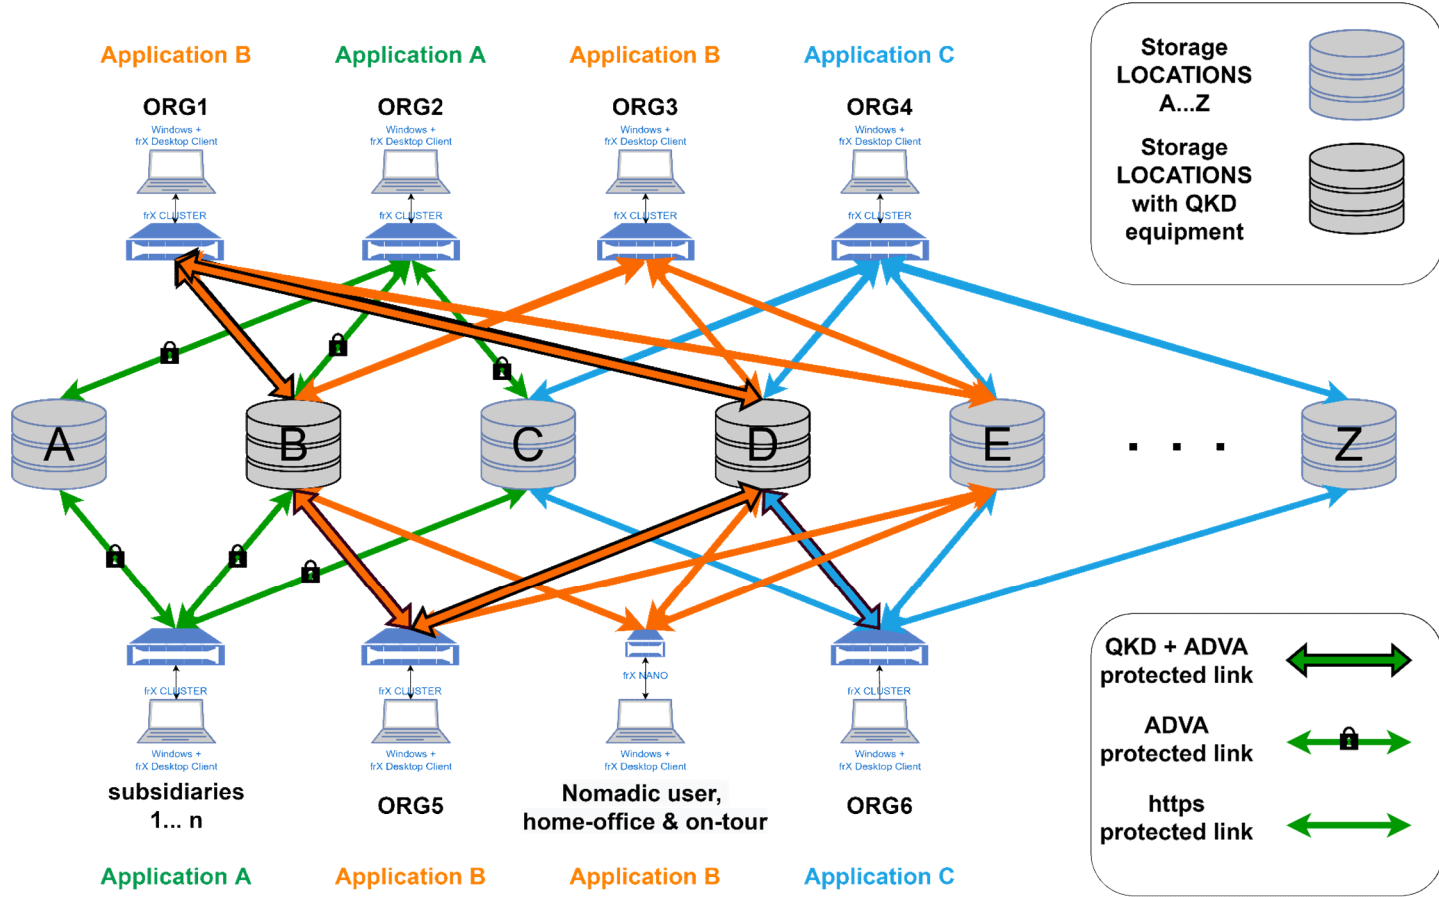 Application B
Application A
Application B
Application C
Storage
LOCATIONS
A...Z
ORG1
ORG2
ORG3
ORG4
Windows +
frX Desktop Client
Windows +
frX Desktop Client
Windows +
frX Desktop Client
Windows +
frX Desktop Client
Storage
LOCATIONS
with QKD
equipment
frX CLUSTER
frX CLUSTER
frX CLUSTER
frX CLUSTER
A
B
C
D
E
. . .
Z
frX CLUSTER
frX CLUSTER
frX NANO
frX CLUSTER
Windows +
frX Desktop Client
Windows +
frX Desktop Client
Windows +
frX Desktop Client
Windows +
frX Desktop Client
subsidiaries
1... n
ORG5
Nomadic user,
home-office & on-tour
ORG6
Application A
Application B
Application B
Application C
QKD + ADVA
protected link
ADVA
protected link
https
protected link